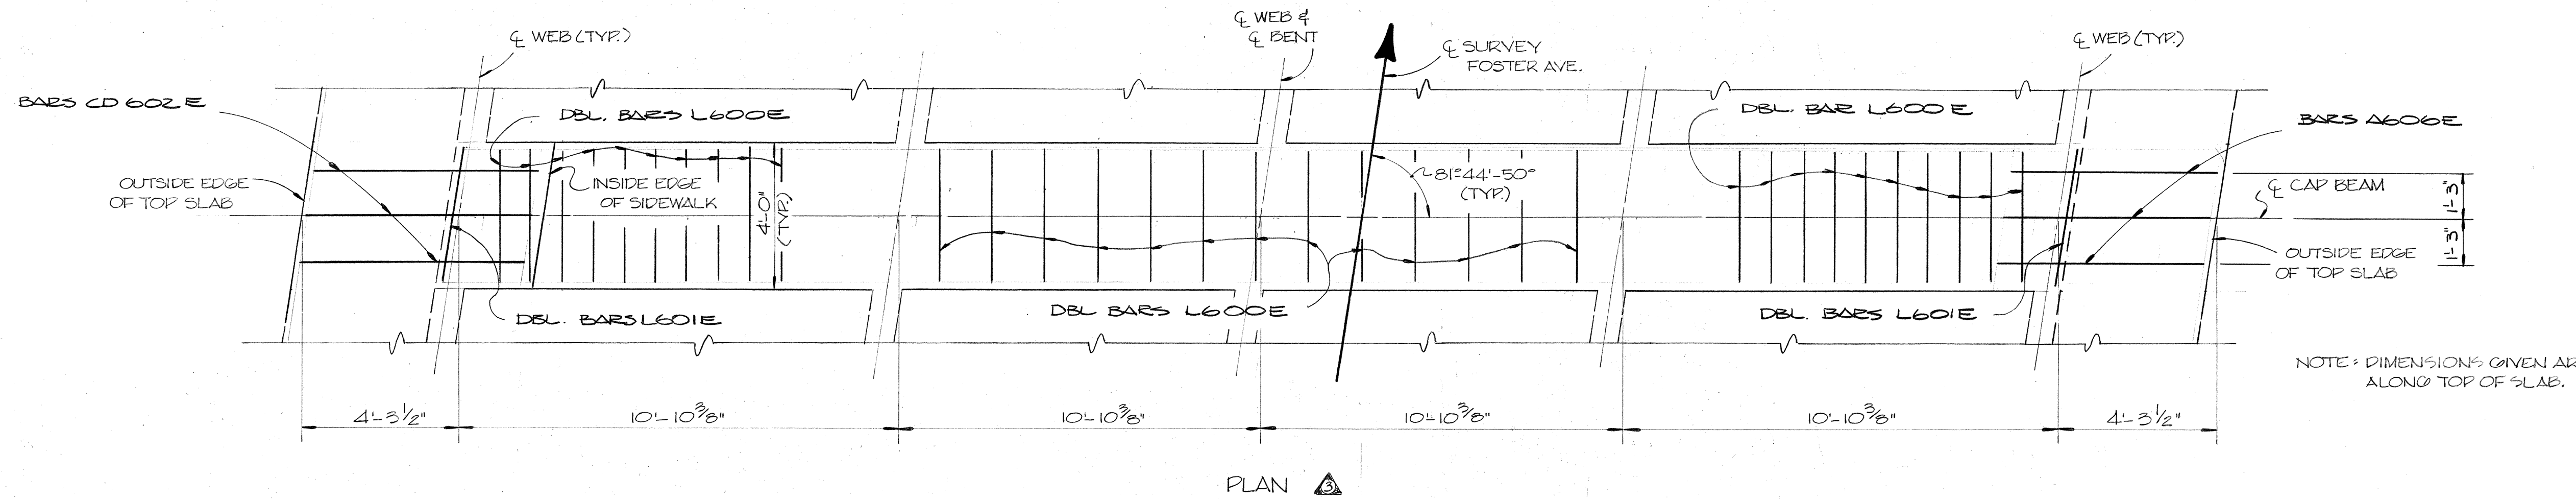 ℄ WEB (TYP.)
℄ WEB &
℄ BENT
℄ SURVEY
FOSTER AVE.
℄ WEB (TYP.)
BARS CD 602 E
DBL. BARS L600E
DBL. BAR L600 E
BARS A606E
OUTSIDE EDGE
OF TOP SLAB
INSIDE EDGE
OF SIDEWALK
4'-0"
(TYP.)
81°44'-50"
(TYP.)
℄ CAP BEAM
1'-3"
1'-3"
OUTSIDE EDGE
OF TOP SLAB
DBL. BARS L601E
DBL BARS L600E
DBL. BARS L601E
NOTE: DIMENSIONS GIVEN AR
ALONG TOP OF SLAB.
4'-3 1/2"
10'-10 3/8"
10'-10 3/8"
10'-10 3/8"
10'-10 3/8"
4'-3 1/2"
PLAN 3